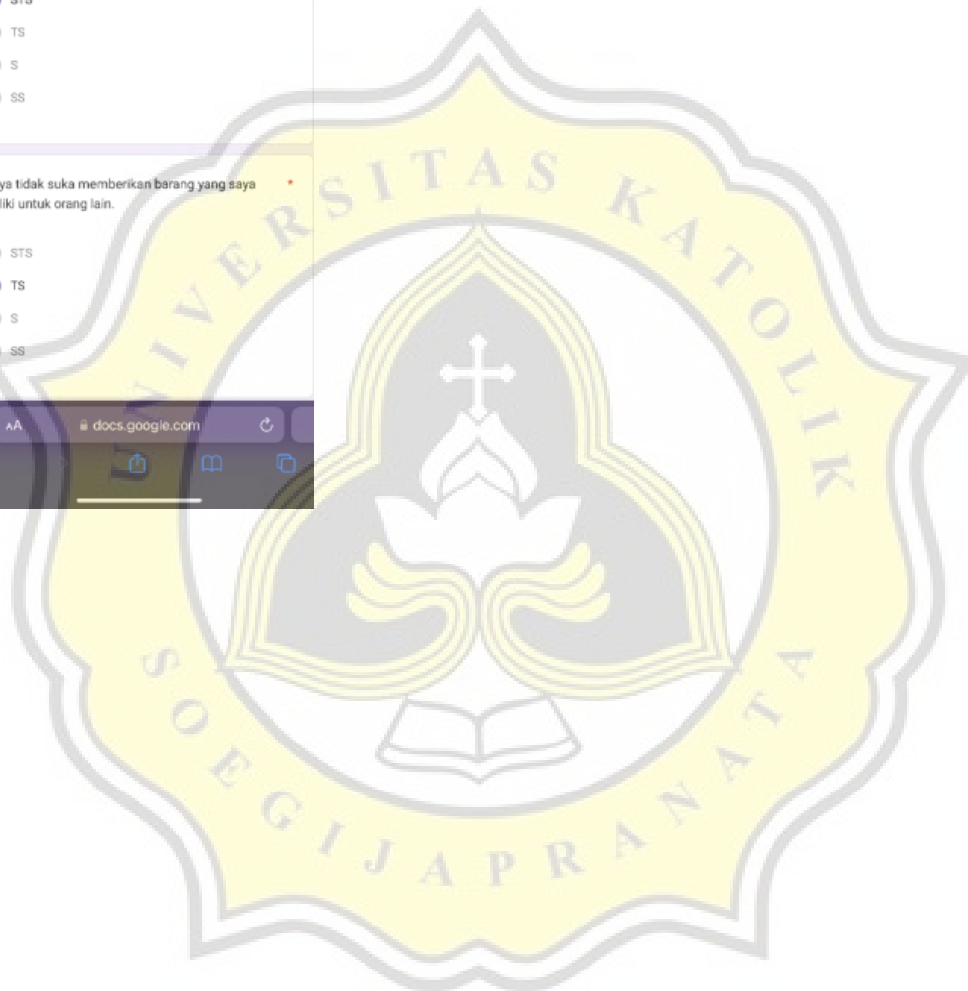 STS
TS
S
SS
ya tidak suka memberikan barang yang saya *
liki untuk orang lain.
STS
TS
S
SS
AA docs.google.com
UNIVERSITAS KATOLIK
SOEGIJAPRANATA